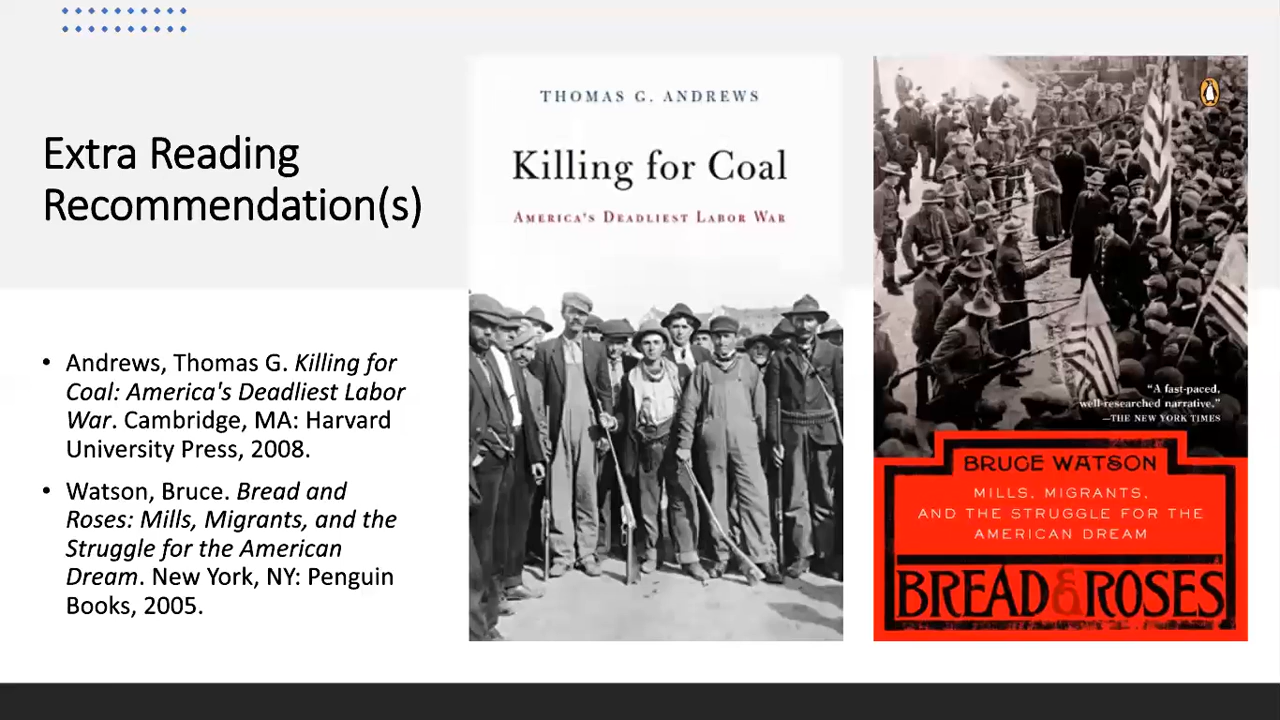 Extra Reading
Recommendation(s)
• Andrews, Thomas G. Killing for
Coal: America's Deadliest Labor
War. Cambridge, MA: Harvard
University Press, 2008.
• Watson, Bruce. Bread and
Roses: Mills, Migrants, and the
Struggle for the American
Dream. New York, NY: Penguin
Books, 2005.
THOMAS G. ANDREWS
Killing for Coal
AMERICA'S DEADLIEST LABOR WAR
“A fast-paced,
well-researched narrative.”
—THE NEW YORK TIMES
BRUCE WATSON
MILLS, MIGRANTS,
AND THE STRUGGLE FOR THE
AMERICAN DREAM
BREAD & ROSES